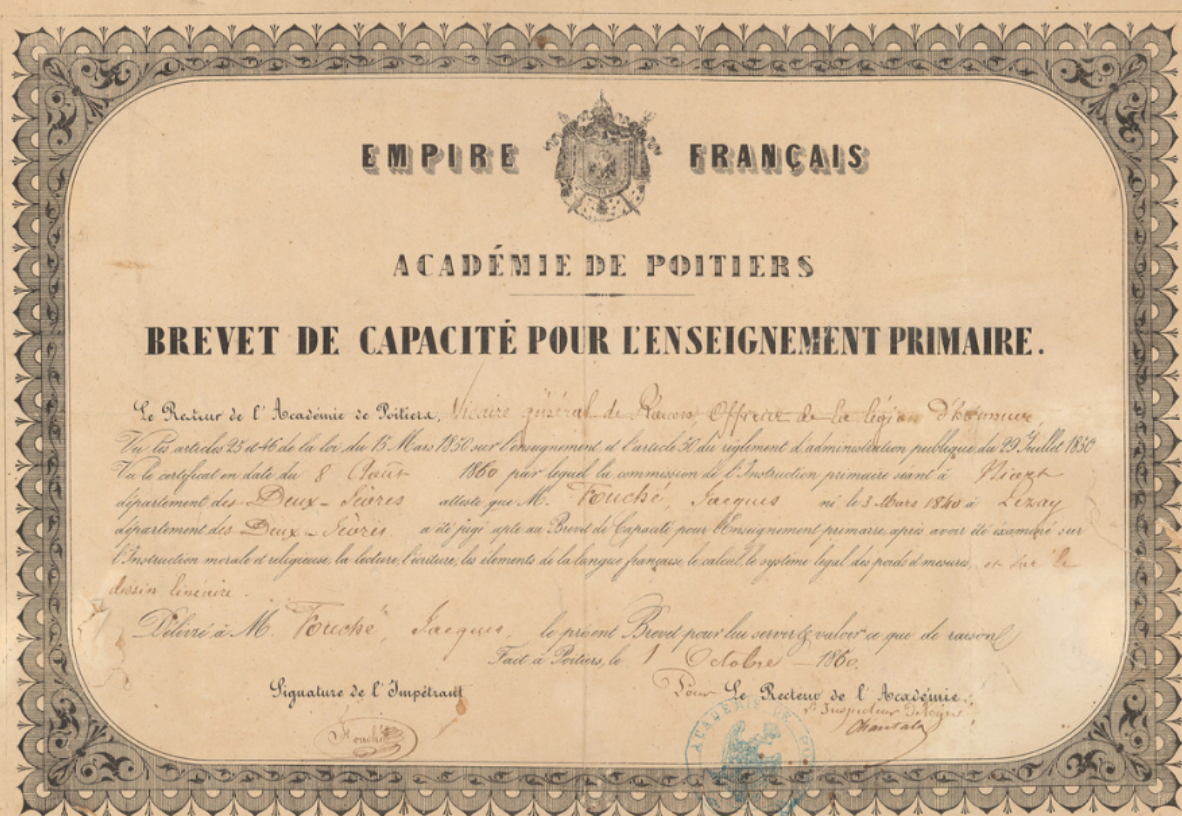 EMPIRE FRANÇAIS
ACADÉMIE DE POITIERS
BREVET DE CAPACITÉ POUR L'ENSEIGNEMENT PRIMAIRE.
Le Recteur de l'Académie de Poitiers, Vicaire général de Officier de la légion d'honneur
Vu les articles 25 et 46 de la loi du 15 Mars 1850 sur l'enseignement et l'article 50 du règlement d'administration publique du 29 Juillet 1850
Vu le certificat en date du 8 Août 1860 par lequel la commission de l'Instruction primaire séant à Niort
département des Deux-Sèvres atteste que M. Fouché, Jacques né le 3 Mars 1840 à Lezay
département des Deux-Sèvres a été jugé apte au Brevet de Capacité pour l'Enseignement primaire, après avoir été examiné sur
l'Instruction morale et religieuse, la lecture, l'écriture, les éléments de la langue française, le calcul, le système légal des poids et mesures, et sur le
dessin linéaire.
Délivré à M. Fouché, Jacques, le présent Brevet pour lui servir et valoir ce que de raison
Fait à Poitiers, le 1 Octobre 1860.
Signature de l'Impétrant
Pour Le Recteur de l'Académie.
l'Inspecteur Délégué
Fouché
ACADÉMIE DE PO